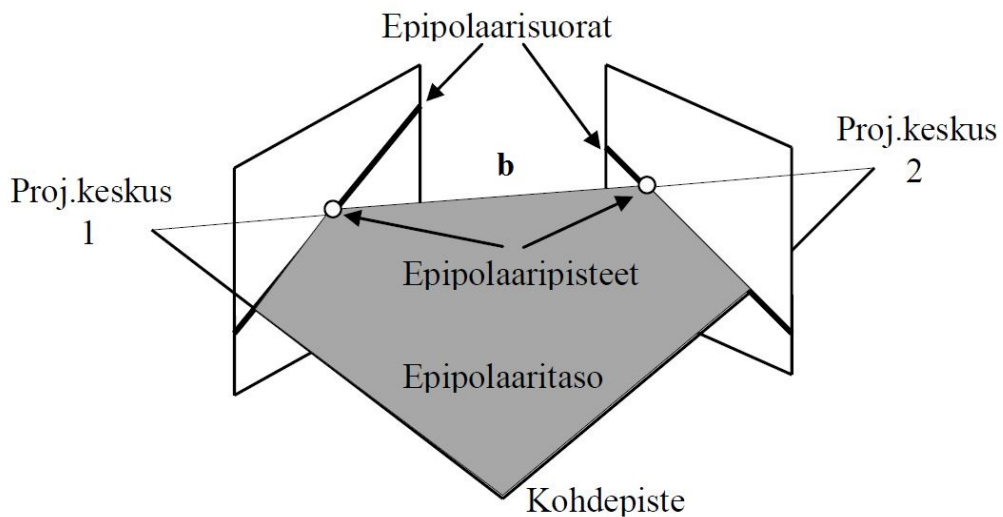 Epipolaarisuorat
Proj.keskus
1
b
Proj.keskus
2
Epipolaaripisteet
Epipolaaritaso
Kohdepiste